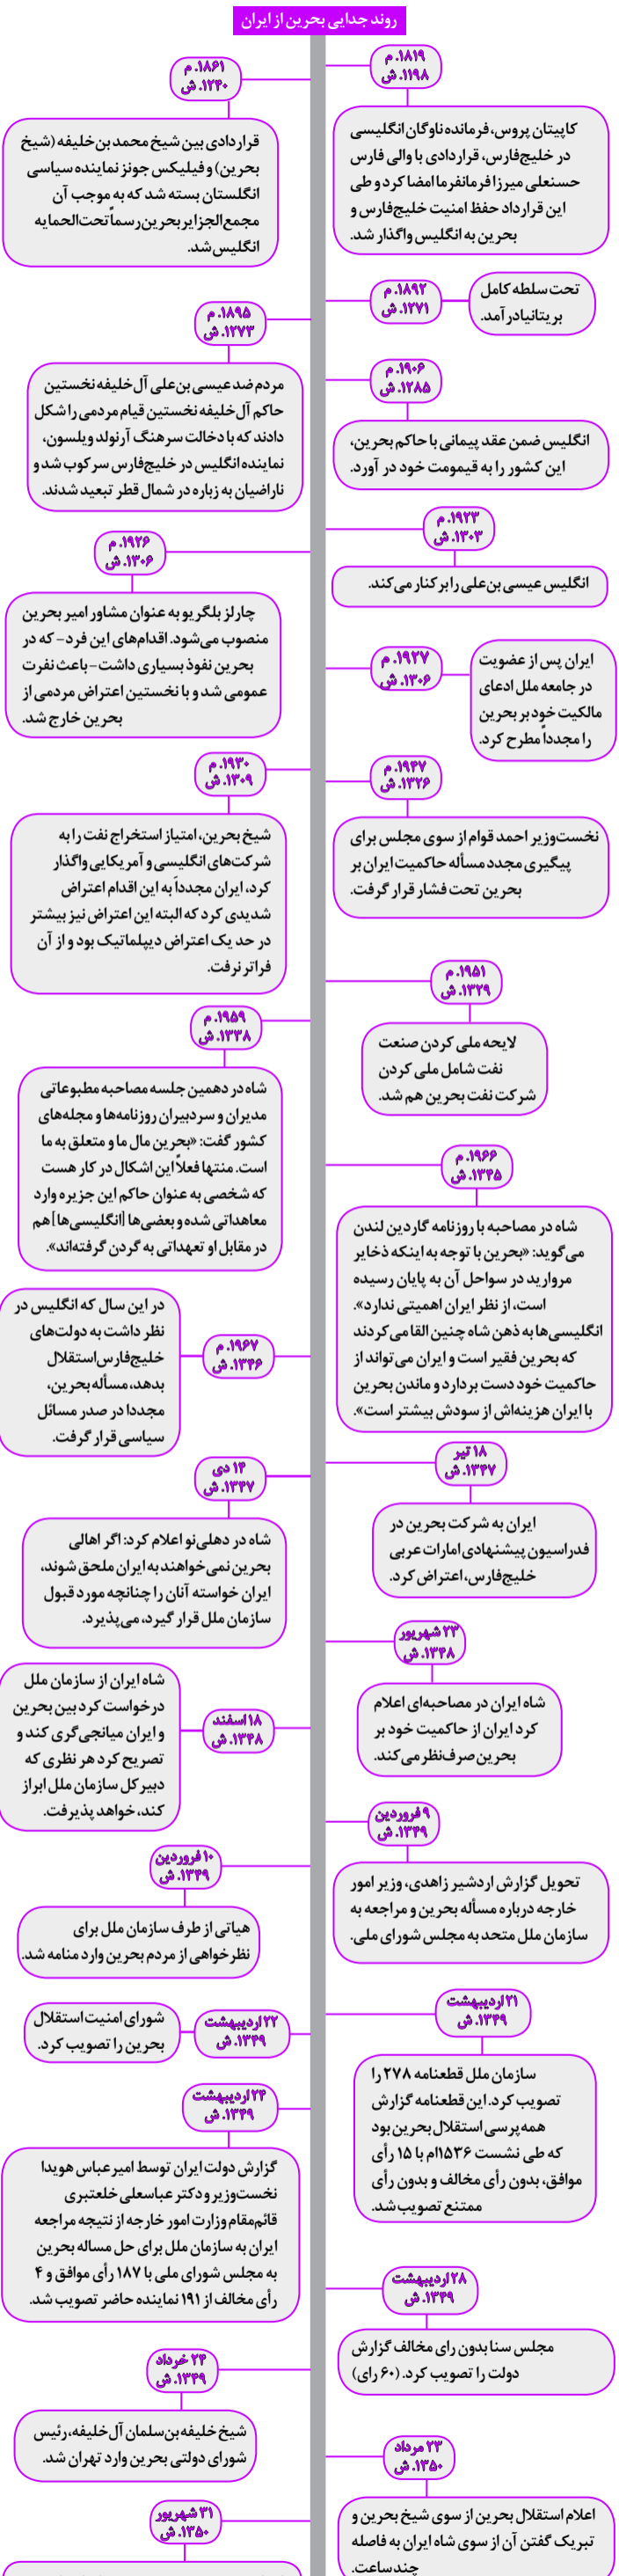 روند جدایی بحرین از ایران
۱۸۱۹. م
۱۱۹۸. ش
کاپیتان پروس، فرمانده ناوگان انگلیسی
در خلیج‌فارس، قراردادی با والی فارس
حسنعلی میرزا فرمانفرما امضا کرد و طی
این قرارداد حفظ امنیت خلیج‌فارس و
بحرین به انگلیس واگذار شد.
۱۸۶۱. م
۱۲۴۰. ش
قراردادی بین شیخ محمد بن خلیفه (شیخ
بحرین) و فیلیکس جونز نماینده سیاسی
انگلستان بسته شد که به موجب آن
مجمع‌الجزایر بحرین رسماً تحت‌الحمایه
انگلیس شد.
۱۸۹۲. م
۱۲۷۱. ش
تحت سلطه کامل
بریتانیا درآمد.
۱۸۹۵. م
۱۲۷۳. ش
مردم ضد عیسی بن‌علی آل خلیفه نخستین
حاکم آل خلیفه نخستین قیام مردمی را شکل
دادند که با دخالت سرهنگ آرنولد ویلسون،
نماینده انگلیس در خلیج‌فارس سرکوب شد و
ناراضیان به زباره در شمال قطر تبعید شدند.
۱۹۰۶. م
۱۲۸۵. ش
انگلیس ضمن عقد پیمانی با حاکم بحرین،
این کشور را به قیمومت خود در آورد.
۱۹۲۳. م
۱۳۰۳. ش
انگلیس عیسی بن‌علی را برکنار می‌کند.
۱۹۲۶. م
۱۳۰۶. ش
چارلز بلگریو به عنوان مشاور امیر بحرین
منصوب می‌شود. اقدام‌های این فرد- که در
بحرین نفوذ بسیاری داشت- باعث نفرت
عمومی شد و با نخستین اعتراض مردمی از
بحرین خارج شد.
۱۹۲۷. م
۱۳۰۶. ش
ایران پس از عضویت
در جامعه ملل ادعای
مالکیت خود بر بحرین
را مجدداً مطرح کرد.
۱۹۳۰. م
۱۳۰۹. ش
شیخ بحرین، امتیاز استخراج نفت را به
شرکت‌های انگلیسی و آمریکایی واگذار
کرد، ایران مجدداً به این اقدام اعتراض
شدیدی کرد که البته این اعتراض نیز بیشتر
در حد یک اعتراض دیپلماتیک بود و از آن
فراتر نرفت.
۱۹۴۷. م
۱۳۲۶. ش
نخست‌وزیر احمد قوام از سوی مجلس برای
پیگیری مجدد مسأله حاکمیت ایران بر
بحرین تحت فشار قرار گرفت.
۱۹۵۱. م
۱۳۲۹. ش
لایحه ملی کردن صنعت
نفت شامل ملی کردن
شرکت نفت بحرین هم شد.
۱۹۵۹. م
۱۳۳۸. ش
شاه در دهمین جلسه مصاحبه مطبوعاتی
مدیران و سردبیران روزنامه‌ها و مجله‌های
کشور گفت: «بحرین مال ما و متعلق به ما
است. منتها فعلاً این اشکال در کار هست
که شخصی به عنوان حاکم این جزیره وارد
معاهداتی شده و بعضی‌ها [انگلیسی‌ها] هم
در مقابل او تعهداتی به گردن گرفته‌اند».
۱۹۶۶. م
۱۳۴۵. ش
شاه در مصاحبه با روزنامه گاردین لندن
می‌گوید: «بحرین با توجه به اینکه ذخایر
مروارید در سواحل آن به پایان رسیده
است، از نظر ایران اهمیتی ندارد».
انگلیسی‌ها به ذهن شاه چنین القا می‌کردند
که بحرین فقیر است و ایران می‌تواند از
حاکمیت خود دست بردارد و ماندن بحرین
با ایران هزینه‌اش از سودش بیشتر است».
۱۹۶۷. م
۱۳۴۶. ش
در این سال که انگلیس در
نظر داشت به دولت‌های
خلیج‌فارس استقلال
بدهد، مسأله بحرین،
مجددا در صدر مسائل
سیاسی قرار گرفت.
۱۸ تیر
۱۳۴۷. ش
ایران به شرکت بحرین در
فدراسیون پیشنهادی امارات عربی
خلیج‌فارس، اعتراض کرد.
۱۴ دی
۱۳۴۷. ش
شاه در دهلی‌نو اعلام کرد: اگر اهالی
بحرین نمی‌خواهند به ایران ملحق شوند،
ایران خواسته آنان را چنانچه مورد قبول
سازمان ملل قرار گیرد، می‌پذیرد.
۲۳ شهریور
۱۳۴۸. ش
شاه ایران در مصاحبه‌ای اعلام
کرد ایران از حاکمیت خود بر
بحرین صرف‌نظر می‌کند.
۱۸ اسفند
۱۳۴۸. ش
شاه ایران از سازمان ملل
درخواست کرد بین بحرین
و ایران میانجی‌گری کند و
تصریح کرد هر نظری که
دبیر کل سازمان ملل ابراز
کند، خواهد پذیرفت.
۹ فروردین
۱۳۴۹. ش
تحویل گزارش اردشیر زاهدی، وزیر امور
خارجه درباره مسأله بحرین و مراجعه به
سازمان ملل متحد به مجلس شورای ملی.
۱۰ فروردین
۱۳۴۹. ش
هیاتی از طرف سازمان ملل برای
نظرخواهی از مردم بحرین وارد منامه شد.
۲۱ اردیبهشت
۱۳۴۹. ش
سازمان ملل قطعنامه ۲۷۸ را
تصویب کرد. این قطعنامه گزارش
همه‌پرسی استقلال بحرین بود
که طی نشست ۱۵۳۶ام با ۱۵ رأی
موافق، بدون رأی مخالف و بدون رأی
ممتنع تصویب شد.
۲۲ اردیبهشت
۱۳۴۹. ش
شورای امنیت استقلال
بحرین را تصویب کرد.
۲۴ اردیبهشت
۱۳۴۹. ش
گزارش دولت ایران توسط امیرعباس هویدا
نخست‌وزیر و دکتر عباسعلی خلعتبری
قائم‌مقام وزارت امور خارجه از نتیجه مراجعه
ایران به سازمان ملل برای حل مساله بحرین
به مجلس شورای ملی با ۱۸۷ رأی موافق و ۴
رأی مخالف از ۱۹۱ نماینده حاضر تصویب شد.
۲۸ اردیبهشت
۱۳۴۹. ش
مجلس سنا بدون رای مخالف گزارش
دولت را تصویب کرد. (۶۰ رای)
۲۴ خرداد
۱۳۴۹. ش
شیخ خلیفه بن‌سلمان آل خلیفه، رئیس
شورای دولتی بحرین وارد تهران شد.
۲۳ مرداد
۱۳۵۰. ش
اعلام استقلال بحرین از سوی شیخ بحرین و
تبریک گفتن آن از سوی شاه ایران به فاصله
چند ساعت.
۳۱ شهریور
۱۳۵۰. ش